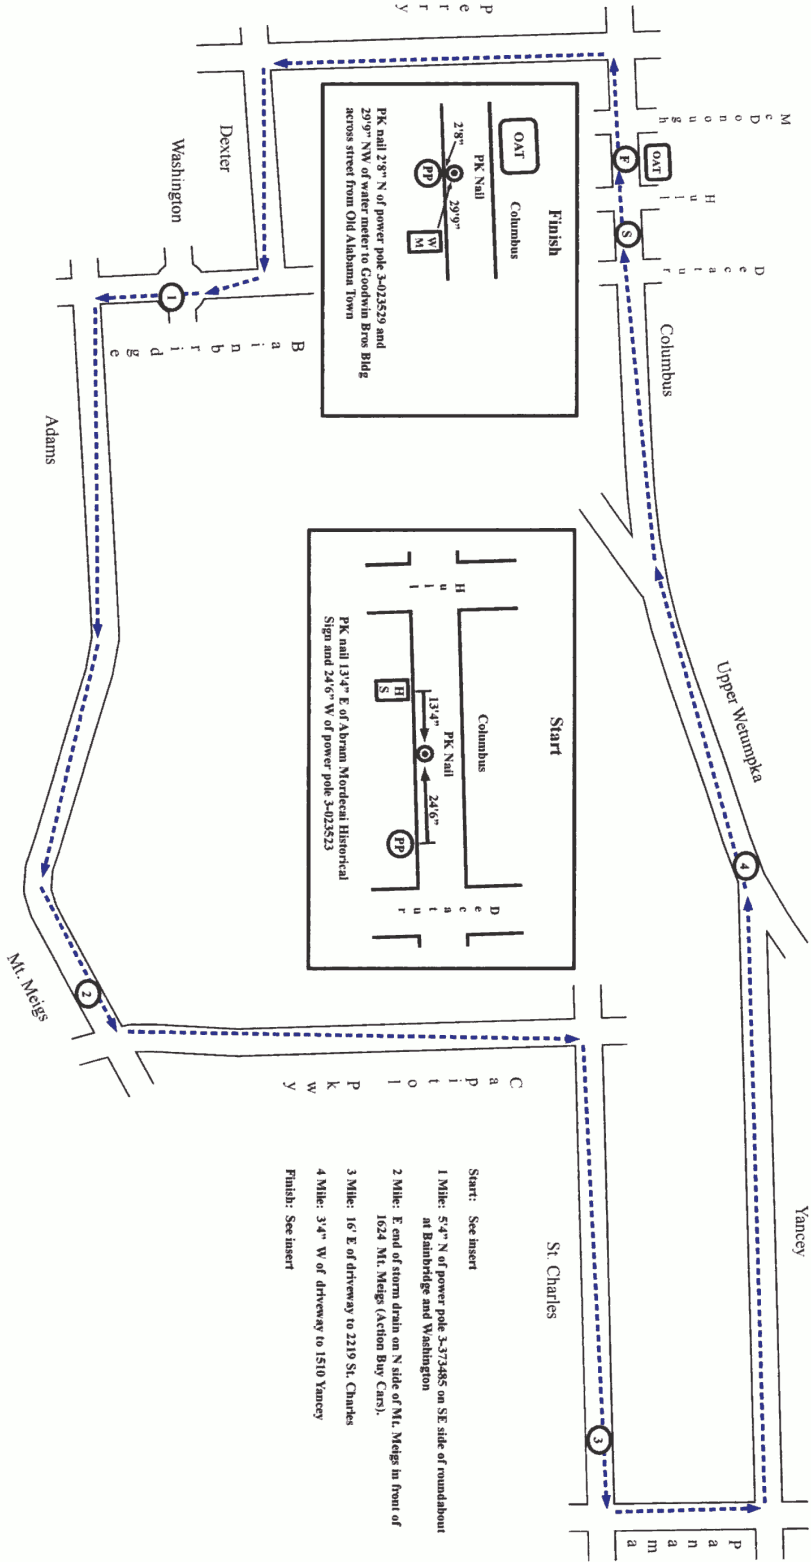 Yancey
Upper Wetumpka
Columbus
Perry
McDonough
Hull
Decatur
OAT
F
S
4
Panama
3
St. Charles
Capitol Pkwy
Dexter
Washington
1
Bainbridge
Adams
2
Mt. Meigs
Finish
OAT
Columbus
PK Nail
2'8"
29'9"
PP
W
M
PK nail 2'8" N of power pole 3-023529 and
29'9" NW of water meter to Goodwin Bros Bldg
across street from Old Alabama Town
Start
Columbus
Hull
Decatur
PK Nail
13'4"
24'6"
H
S
PP
PK nail 13'4" E of Abram Mordecai Historical
Sign and 24'6" W of power pole 3-023523
Start: See insert
1 Mile: 5'4" N of power pole 3-373485 on SE side of roundabout
at Bainbridge and Washington
2 Mile: E end of storm drain on N side of Mt. Meigs in front of
1624 Mt. Meigs (Action Buy Cars).
3 Mile: 16' E of driveway to 2219 St. Charles
4 Mile: 3'4" W of driveway to 1510 Yancey
Finish: See insert